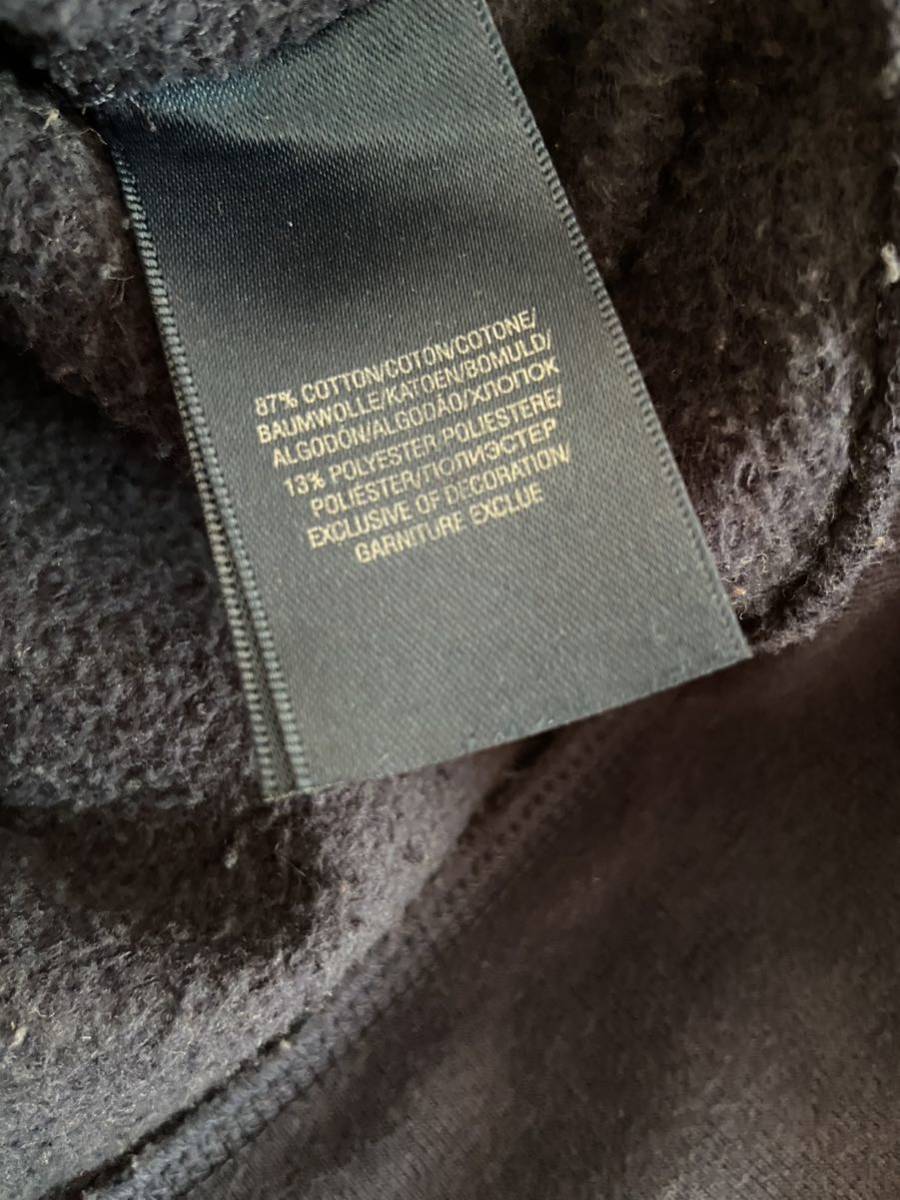 87% COTTON/COTON/COTONE/
BAUMWOLLE/KATOEN/BOMULD/
ALGODÓN/ALGODÃO/ХЛОПОК
13% POLYESTER/POLIESTERE/
POLIESTER/ПОЛИЭСТЕР
EXCLUSIVE OF DECORATION/
GARNITURE EXCLUE